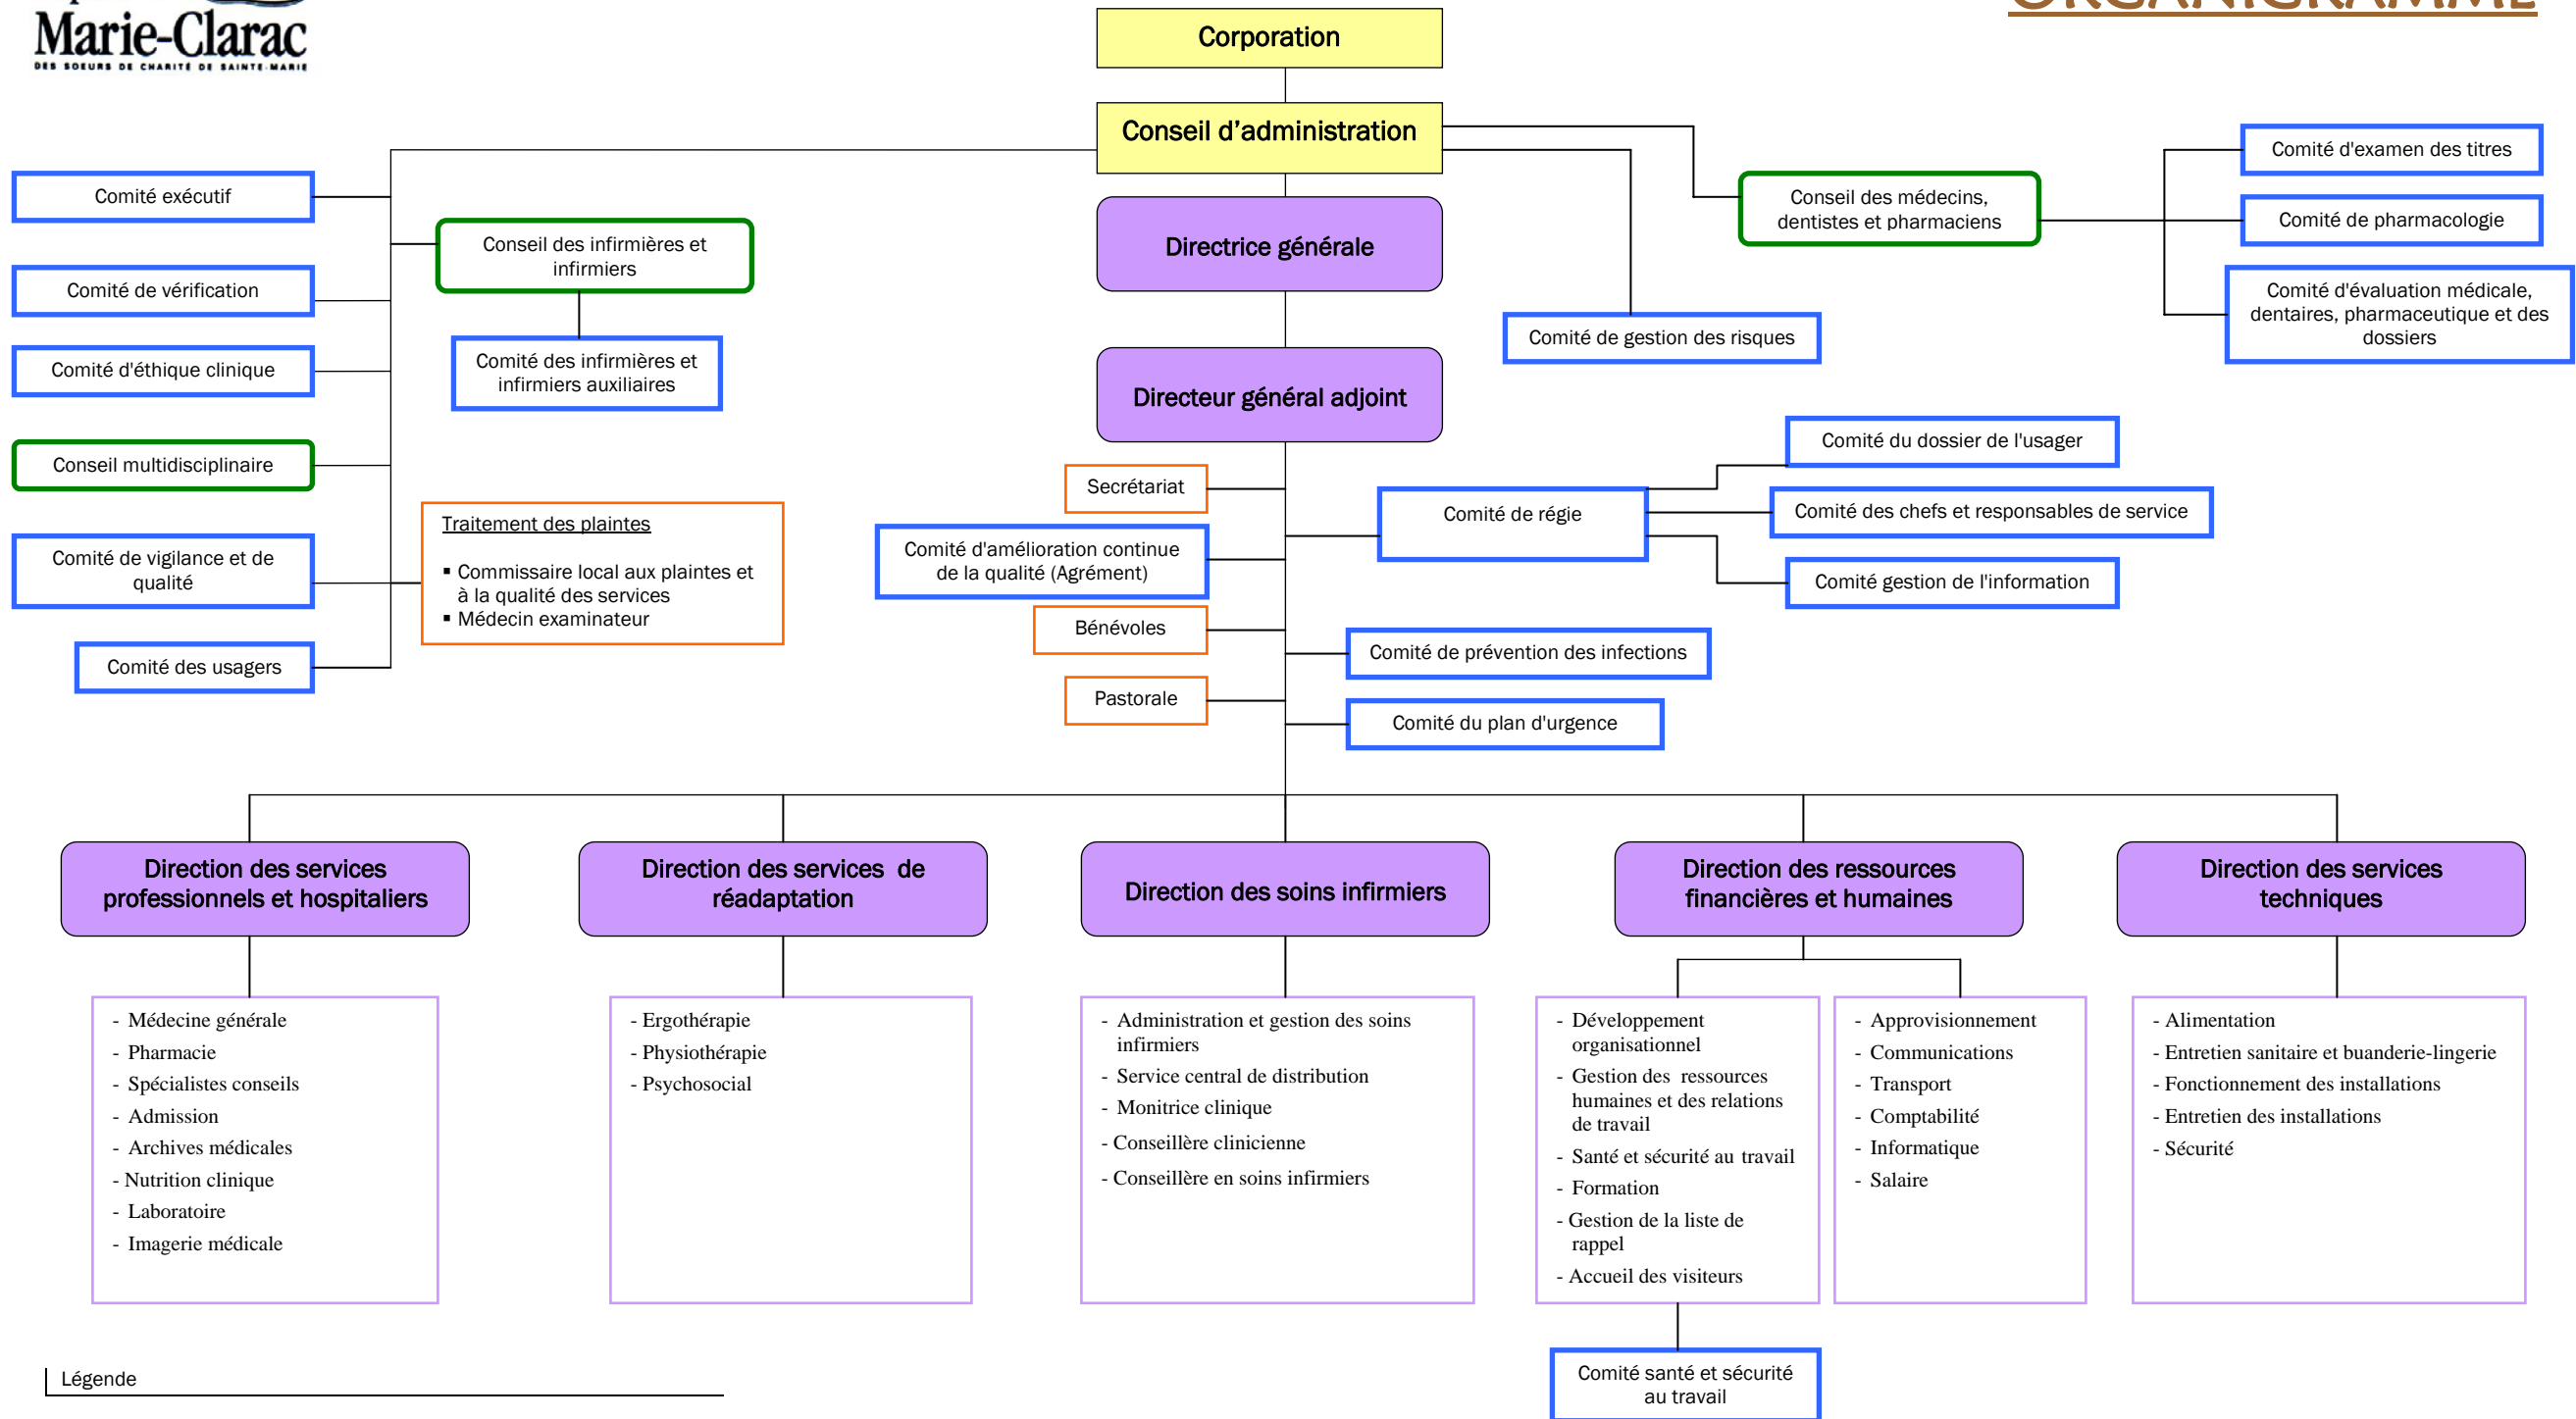 Marie-Clarac
DES SOEURS DE CHARITÉ DE SAINTE-MARIE
ORGANIGRAMME
Corporation
Conseil d'administration
Directrice générale
Directeur général adjoint
Comité exécutif
Comité de vérification
Comité d'éthique clinique
Conseil multidisciplinaire
Comité de vigilance et de
qualité
Comité des usagers
Conseil des infirmières et
infirmiers
Comité des infirmières et
infirmiers auxiliaires
Traitement des plaintes
▪ Commissaire local aux plaintes et
à la qualité des services
▪ Médecin examinateur
Conseil des médecins,
dentistes et pharmaciens
Comité d'examen des titres
Comité de pharmacologie
Comité d'évaluation médicale,
dentaires, pharmaceutique et des
dossiers
Comité de gestion des risques
Secrétariat
Comité d'amélioration continue
de la qualité (Agrément)
Bénévoles
Pastorale
Comité de régie
Comité du dossier de l'usager
Comité des chefs et responsables de service
Comité gestion de l'information
Comité de prévention des infections
Comité du plan d'urgence
Direction des services
professionnels et hospitaliers
- Médecine générale
- Pharmacie
- Spécialistes conseils
- Admission
- Archives médicales
- Nutrition clinique
- Laboratoire
- Imagerie médicale
Direction des services de
réadaptation
- Ergothérapie
- Physiothérapie
- Psychosocial
Direction des soins infirmiers
- Administration et gestion des soins
infirmiers
- Service central de distribution
- Monitrice clinique
- Conseillère clinicienne
- Conseillère en soins infirmiers
Direction des ressources
financières et humaines
- Développement
organisationnel
- Gestion des ressources
humaines et des relations
de travail
- Santé et sécurité au travail
- Formation
- Gestion de la liste de
rappel
- Accueil des visiteurs
- Approvisionnement
- Communications
- Transport
- Comptabilité
- Informatique
- Salaire
Direction des services
techniques
- Alimentation
- Entretien sanitaire et buanderie-lingerie
- Fonctionnement des installations
- Entretien des installations
- Sécurité
Comité santé et sécurité
au travail
Légende